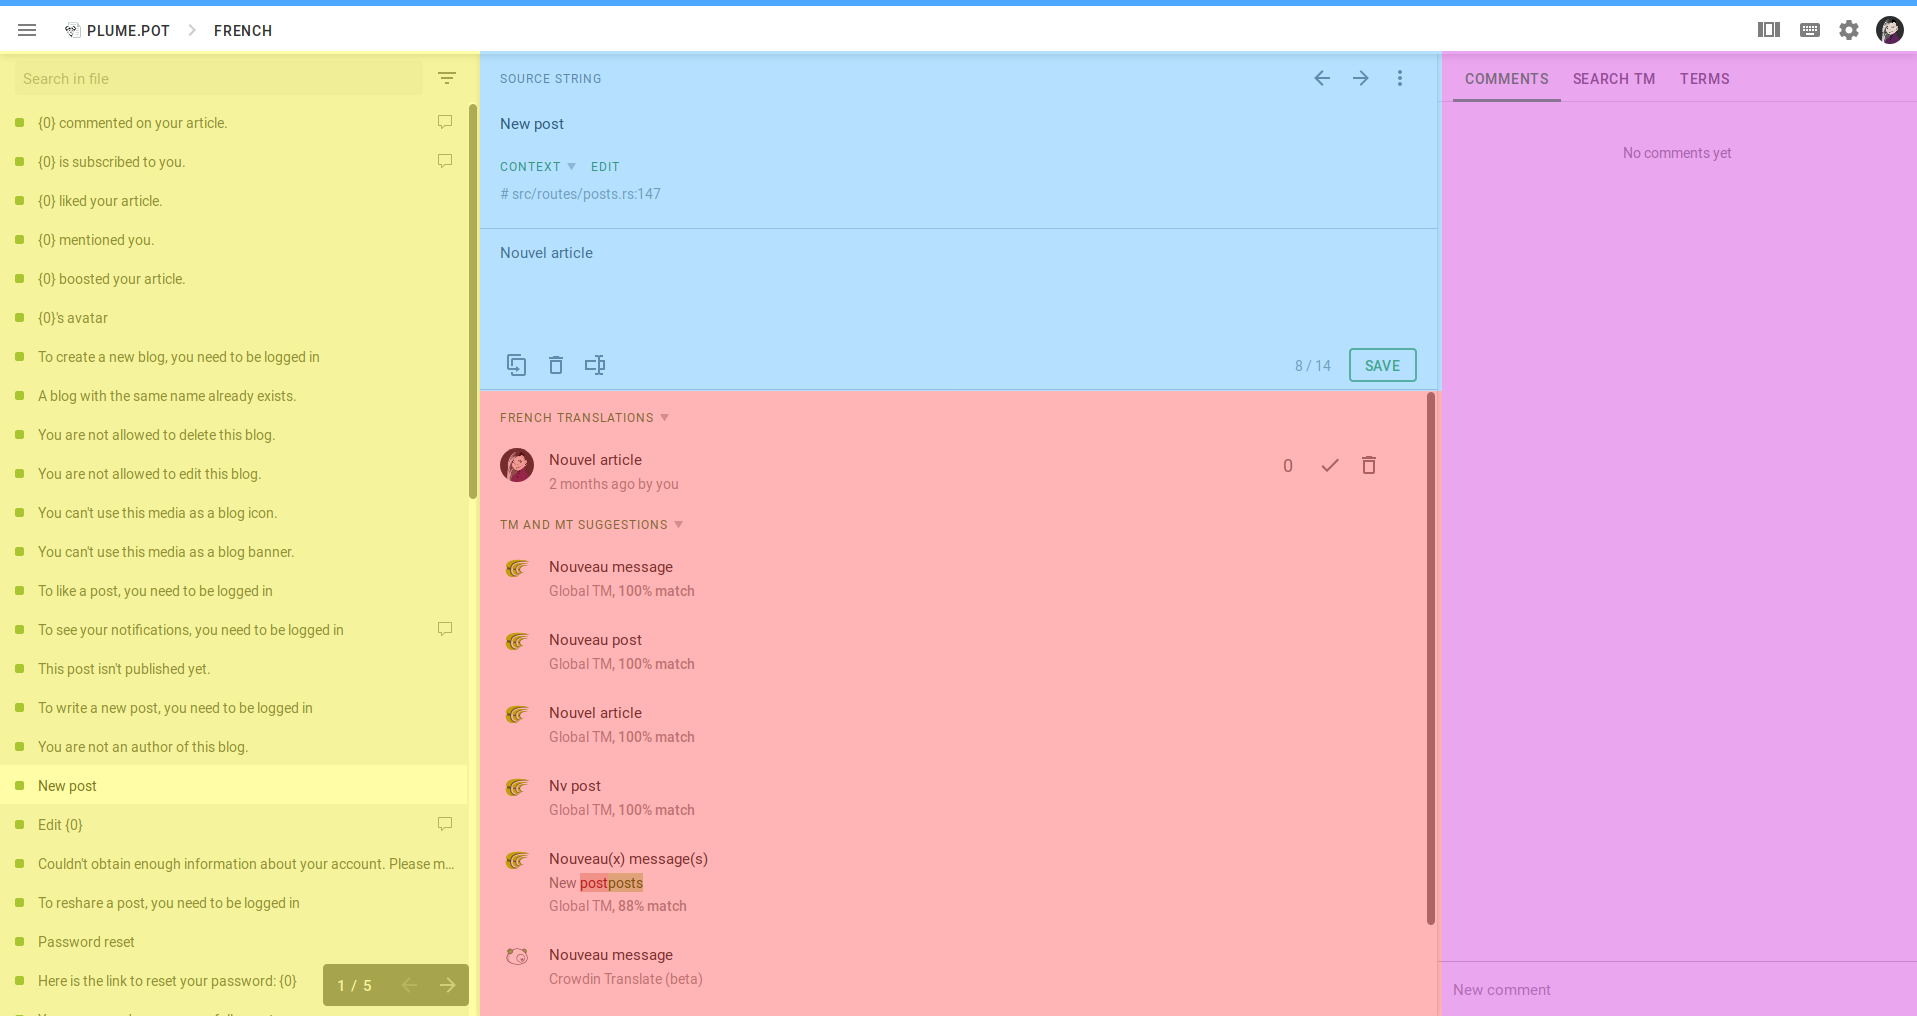 PLUME.POT > FRENCH
Search in file
{0} commented on your article.
{0} is subscribed to you.
{0} liked your article.
{0} mentioned you.
{0} boosted your article.
{0}'s avatar
To create a new blog, you need to be logged in
A blog with the same name already exists.
You are not allowed to delete this blog.
You are not allowed to edit this blog.
You can't use this media as a blog icon.
You can't use this media as a blog banner.
To like a post, you need to be logged in
To see your notifications, you need to be logged in
This post isn't published yet.
To write a new post, you need to be logged in
You are not an author of this blog.
New post
Edit {0}
Couldn't obtain enough information about your account. Please m...
To reshare a post, you need to be logged in
Password reset
Here is the link to reset your password: {0}
1 / 5
SOURCE STRING
New post
CONTEXT EDIT
# src/routes/posts.rs:147
Nouvel article
8 / 14 SAVE
FRENCH TRANSLATIONS
Nouvel article
0
2 months ago by you
TM AND MT SUGGESTIONS
Nouveau message
Global TM, 100% match
Nouveau post
Global TM, 100% match
Nouvel article
Global TM, 100% match
Nv post
Global TM, 100% match
Nouveau(x) message(s)
New postposts
Global TM, 88% match
Nouveau message
Crowdin Translate (beta)
COMMENTS SEARCH TM TERMS
No comments yet
New comment